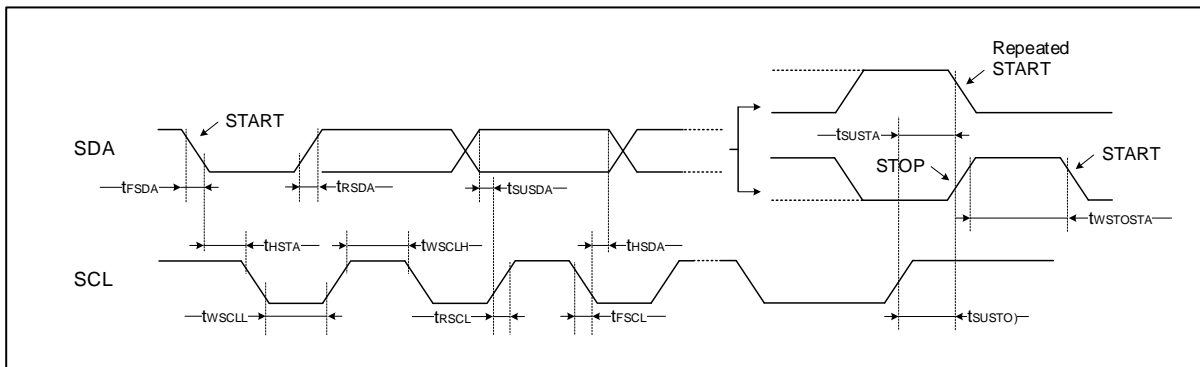 Repeated
START
START
SDA
tSUSTA
START
STOP
tFSDA
tRSDA
tSUSDA
tWSTOSTA
tHSTA
tWSCLH
tHSDA
SCL
tWSCLL
tRSCL
tFSCL
tSUSTO)